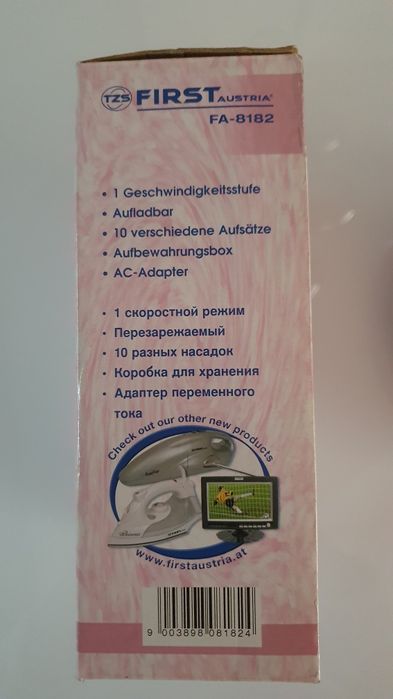 TZS FIRST AUSTRIA®
FA-8182
• 1 Geschwindigkeitsstufe
• Aufladbar
• 10 verschiedene Aufsätze
• Aufbewahrungsbox
• AC-Adapter
• 1 скоростной режим
• Перезарежаемый
• 10 разных насадок
• Коробка для хранения
• Адаптер переменного
тока
Check out our other new products
www.firstaustria.at
9 003898 081824